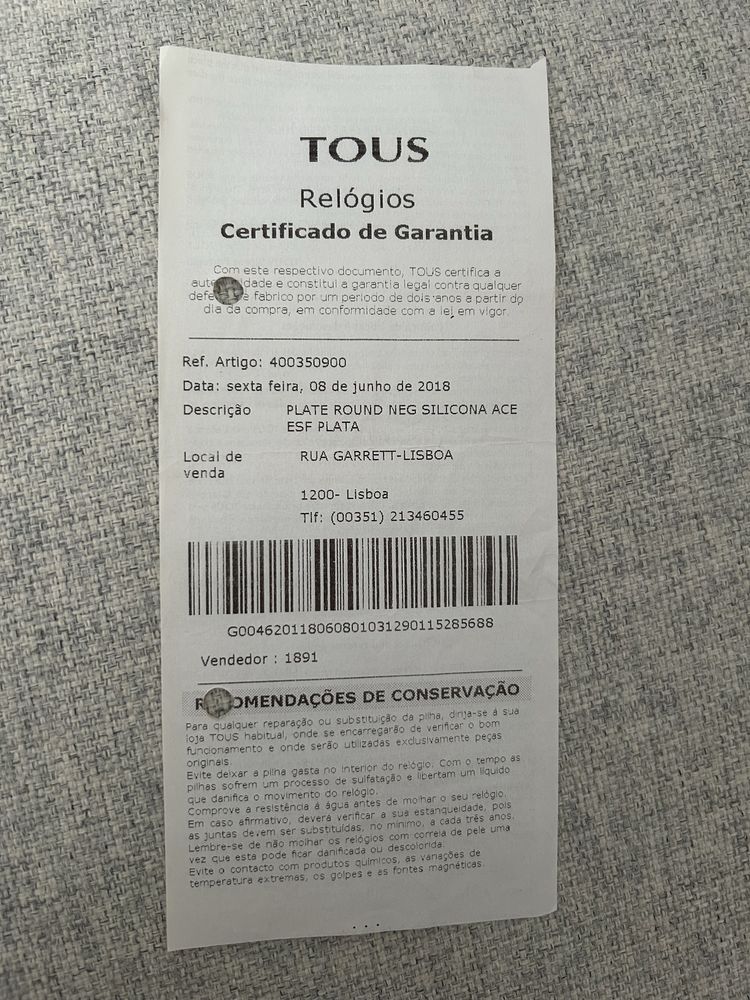 TOUS
Relógios
Certificado de Garantia
Com este respectivo documento, TOUS certifica a
idade e constitui a garantia legal contra qualquer
e fabrico por um periodo de dois anos a partir do
dia da compra, em conformidade com a lei em vigor.
Ref. Artigo: 400350900
Data: sexta feira, 08 de junho de 2018
Descrição PLATE ROUND NEG SILICONA ACE
ESF PLATA
Local de RUA GARRETT-LISBOA
venda
1200- Lisboa
Tlf: (00351) 213460455
G004620118060801031290115285688
Vendedor : 1891
OMENDAÇÕES DE CONSERVAÇÃO
Para qualquer reparação ou substituição da pilha, dirija-se à sua
loja TOUS habitual, onde se encarregarão de verificar o bom
funcionamento e onde serão utilizadas exclusivamente peças
originais.
Evite deixar a pilha gasta no interior do relógio. Com o tempo as
pilhas sofrem um processo de sulfatação e libertam um líquido
que danifica o movimento do relógio.
Comprove a resistência à água antes de molhar o seu relógio.
Em caso afirmativo, deverá verificar a sua estanqueidade, pois
as juntas devem ser substituídas, no mínimo, a cada três anos.
Lembre-se de não molhar os relógios com correia de pele uma
vez que esta pode ficar danificada ou descolorida.
Evite o contacto com produtos químicos, as variações de
temperatura extremas, os golpes e as fontes magnéticas.